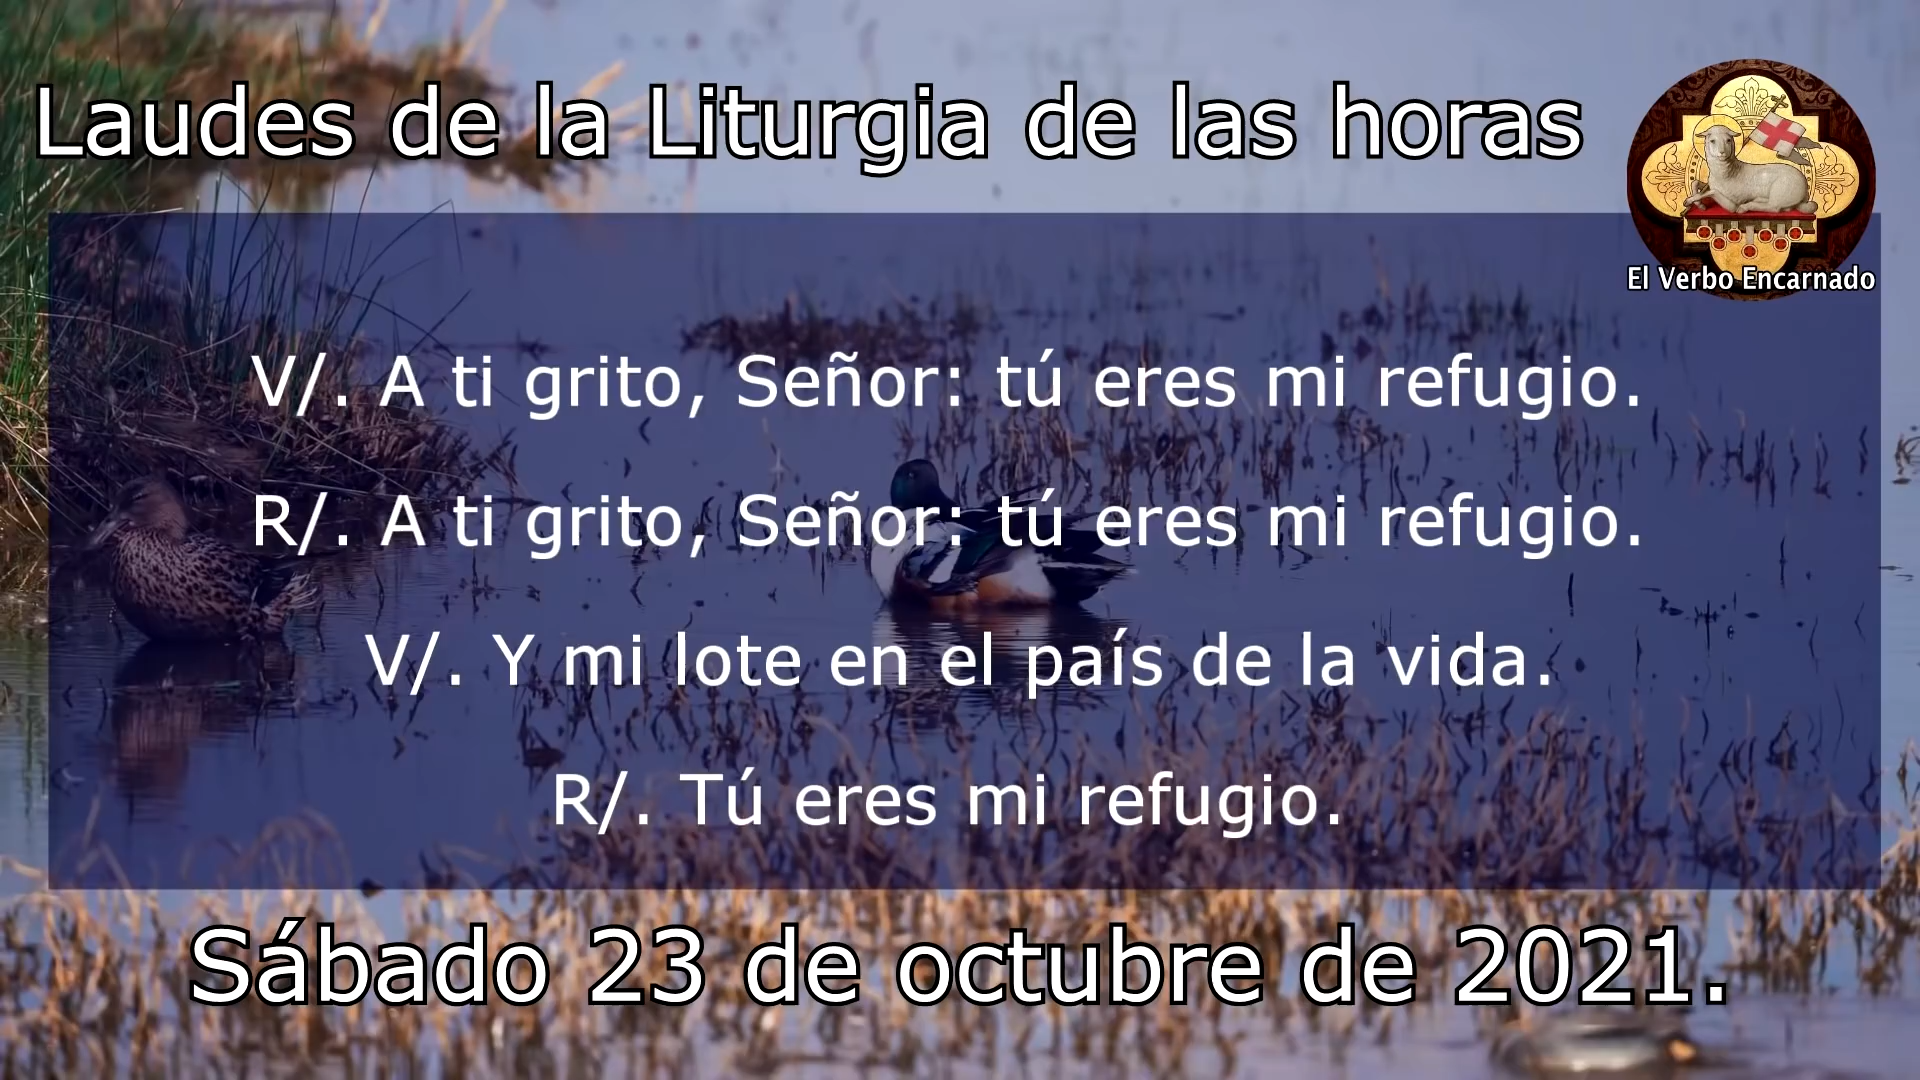 Laudes de la Liturgia de las horas
El Verbo Encarnado
V/. A ti grito, Señor: tú eres mi refugio.
R/. A ti grito, Señor: tú eres mi refugio.
V/. Y mi lote en el país de la vida.
R/. Tú eres mi refugio.
Sábado 23 de octubre de 2021.